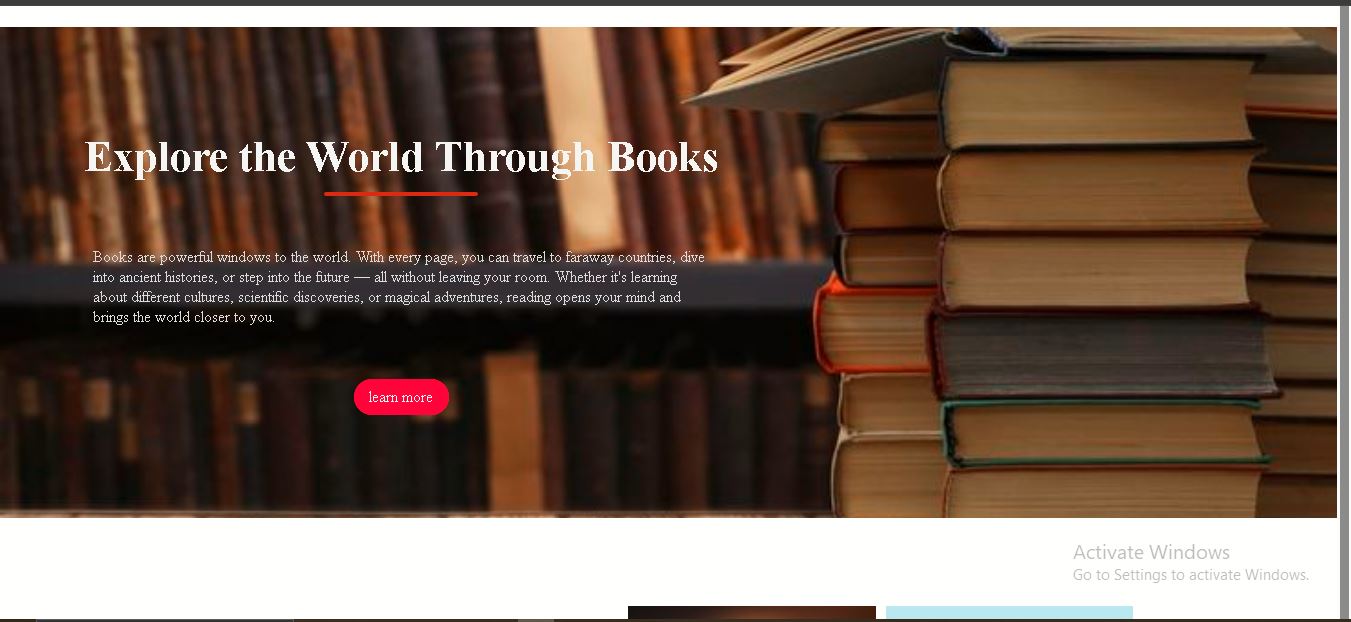 Explore the World Through Books
Books are powerful windows to the world. With every page, you can travel to faraway countries, dive
into ancient histories, or step into the future — all without leaving your room. Whether it's learning
about different cultures, scientific discoveries, or magical adventures, reading opens your mind and
brings the world closer to you.
learn more
Activate Windows
Go to Settings to activate Windows.